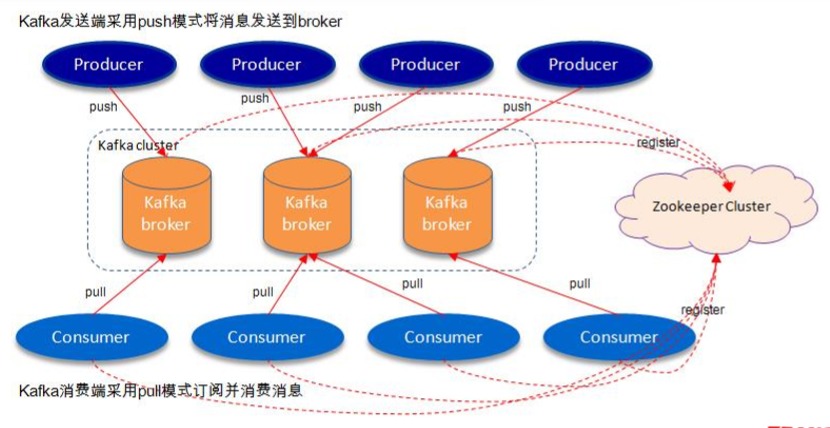 Kafka发送端采用push模式将消息发送到broker
Producer
Producer
Producer
Producer
push
push
push
push
Kafka cluster
register
Kafka
broker
Kafka
broker
Kafka
broker
Zookeeper Cluster
pull
pull
pull
pull
register
Consumer
Consumer
Consumer
Consumer
Kafka消费端采用pull模式订阅并消费消息